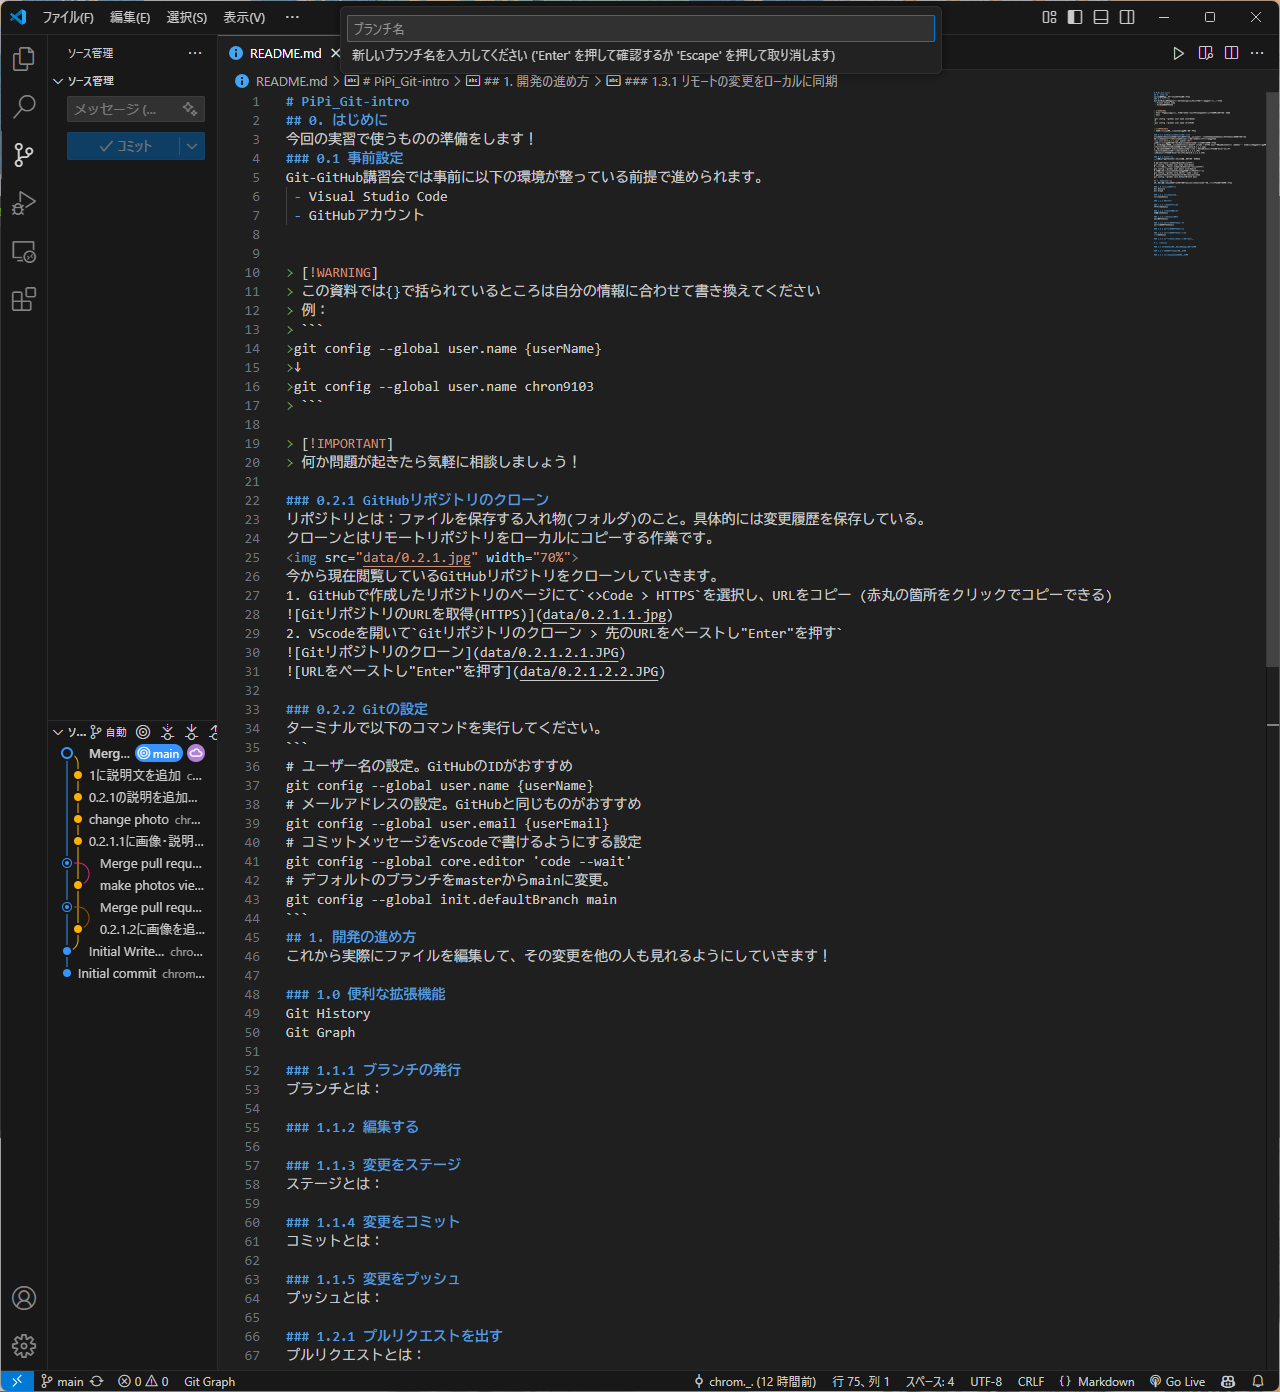 ファイル(F) 編集(E) 選択(S) 表示(V) …
ブランチ名
新しいブランチ名を入力してください ('Enter' を押して確認するか 'Escape' を押して取り消します)
ソース管理 …
ソース管理
メッセージ (...
コミット
README.md
README.md > # PiPi_Git-intro > ## 1. 開発の進め方 > ### 1.3.1 リモートの変更をローカルに同期
1 # PiPi_Git-intro
2 ## 0. はじめに
3 今回の実習で使うものの準備をします！
4 ### 0.1 事前設定
5 Git-GitHub講習会では事前に以下の環境が整っている前提で進められます。
6 - Visual Studio Code
7 - GitHubアカウント
8
9
10 > [!WARNING]
11 > この資料では{}で括られているところは自分の情報に合わせて書き換えてください
12 > 例：
13 > ```
14 >git config --global user.name {userName}
15 >↓
16 >git config --global user.name chron9103
17 > ```
18
19 > [!IMPORTANT]
20 > 何か問題が起きたら気軽に相談しましょう！
21
22 ### 0.2.1 GitHubリポジトリのクローン
23 リポジトリとは：ファイルを保存する入れ物(フォルダ)のこと。具体的には変更履歴を保存している。
24 クローンとはリモートリポジトリをローカルにコピーする作業です。
25 <img src="data/0.2.1.jpg" width="70%">
26 今から現在閲覧しているGitHubリポジトリをクローンしていきます。
27 1. GitHubで作成したリポジトリのページにて`<>Code > HTTPS`を選択し、URLをコピー (赤丸の箇所をクリックでコピーできる)
28 ![GitリポジトリのURLを取得(HTTPS)](data/0.2.1.1.jpg)
29 2. VScodeを開いて`Gitリポジトリのクローン > 先のURLをペーストし"Enter"を押す`
30 ![Gitリポジトリのクローン](data/0.2.1.2.1.JPG)
31 ![URLをペーストし"Enter"を押す](data/0.2.1.2.2.JPG)
32
33 ### 0.2.2 Gitの設定
34 ターミナルで以下のコマンドを実行してください。
35 ```
36 # ユーザー名の設定。GitHubのIDがおすすめ
37 git config --global user.name {userName}
38 # メールアドレスの設定。GitHubと同じものがおすすめ
39 git config --global user.email {userEmail}
40 # コミットメッセージをVScodeで書けるようにする設定
41 git config --global core.editor 'code --wait'
42 # デフォルトのブランチをmasterからmainに変更。
43 git config --global init.defaultBranch main
44 ```
45 ## 1. 開発の進め方
46 これから実際にファイルを編集して、その変更を他の人も見れるようにしていきます！
47
48 ### 1.0 便利な拡張機能
49 Git History
50 Git Graph
51
52 ### 1.1.1 ブランチの発行
53 ブランチとは：
54
55 ### 1.1.2 編集する
56
57 ### 1.1.3 変更をステージ
58 ステージとは：
59
60 ### 1.1.4 変更をコミット
61 コミットとは：
62
63 ### 1.1.5 変更をプッシュ
64 プッシュとは：
65
66 ### 1.2.1 プルリクエストを出す
67 プルリクエストとは：
ソ... 自動
Merg... main
1に説明文を追加 c...
0.2.1の説明を追加...
change photo chr...
0.2.1.1に画像・説明...
Merge pull requ...
make photos vie...
Merge pull requ...
0.2.1.2に画像を追...
Initial Write... chro...
Initial commit chrom...
main 0 0 Git Graph chrom._. (12 時間前) 行 75、列 1 スペース: 4 UTF-8 CRLF {} Markdown Go Live